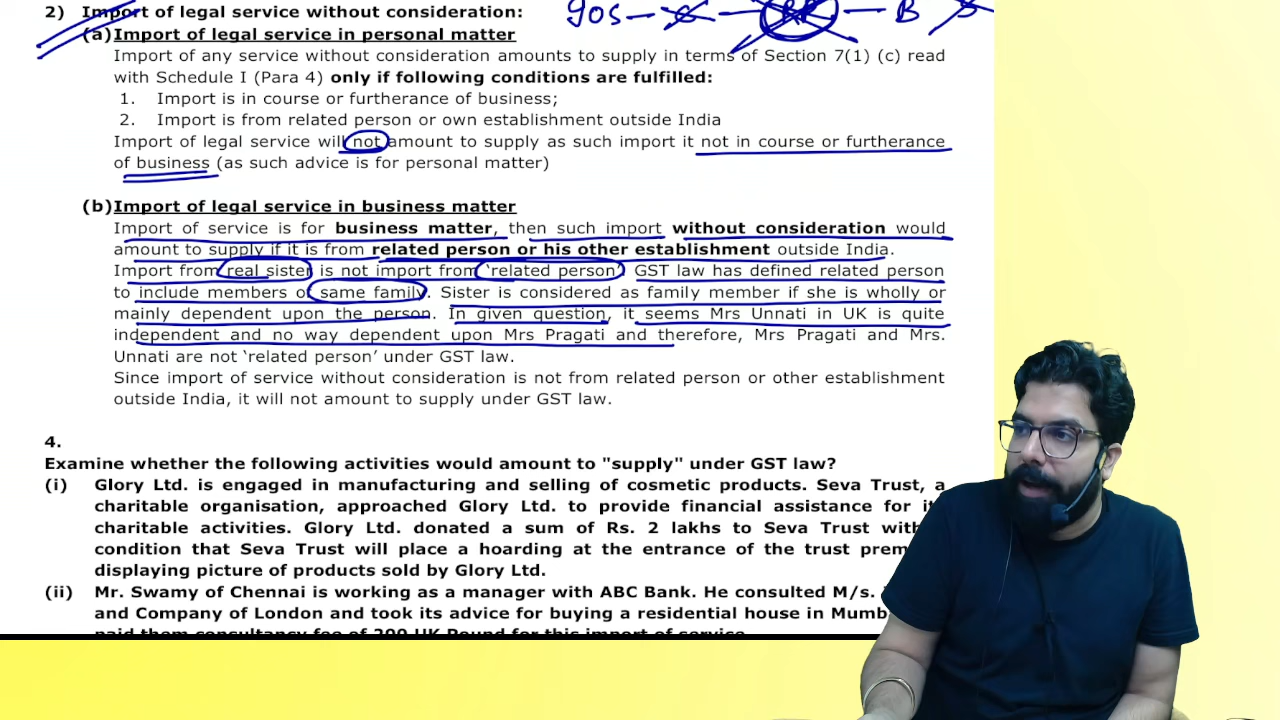 2) Import of legal service without consideration:
IOS — — RP — B
(a)Import of legal service in personal matter
Import of any service without consideration amounts to supply in terms of Section 7(1) (c) read
with Schedule I (Para 4) only if following conditions are fulfilled:
1. Import is in course or furtherance of business;
2. Import is from related person or own establishment outside India
Import of legal service will not amount to supply as such import it not in course or furtherance
of business (as such advice is for personal matter)
(b)Import of legal service in business matter
Import of service is for business matter, then such import without consideration would
amount to supply if it is from related person or his other establishment outside India.
Import from real sister is not import from 'related person'. GST law has defined related person
to include members of same family. Sister is considered as family member if she is wholly or
mainly dependent upon the person. In given question, it seems Mrs Unnati in UK is quite
independent and no way dependent upon Mrs Pragati and therefore, Mrs Pragati and Mrs.
Unnati are not 'related person' under GST law.
Since import of service without consideration is not from related person or other establishment
outside India, it will not amount to supply under GST law.
4.
Examine whether the following activities would amount to "supply" under GST law?
(i) Glory Ltd. is engaged in manufacturing and selling of cosmetic products. Seva Trust, a
charitable organisation, approached Glory Ltd. to provide financial assistance for
charitable activities. Glory Ltd. donated a sum of Rs. 2 lakhs to Seva Trust with
condition that Seva Trust will place a hoarding at the entrance of the trust
displaying picture of products sold by Glory Ltd.
(ii) Mr. Swamy of Chennai is working as a manager with ABC Bank. He consulted M/s.
and Company of London and took its advice for buying a residential house in
paid them consultancy fee of 200 UK Pound for this import of service